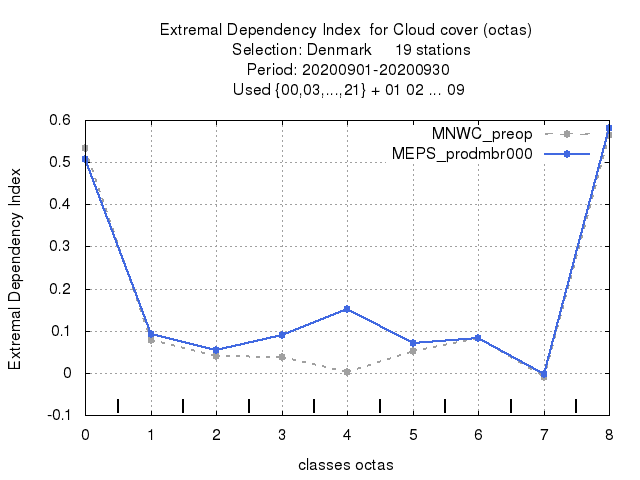 Extremal Dependency Index  for Cloud cover (octas)
Selection: Denmark     19 stations
Period: 20200901-20200930
Used {00,03,...,21} + 01 02 ... 09
MNWC_preop
MEPS_prodmbr000
Extremal Dependency Index
0.6
0.5
0.4
0.3
0.2
0.1
0
-0.1
0 1 2 3 4 5 6 7 8
classes octas